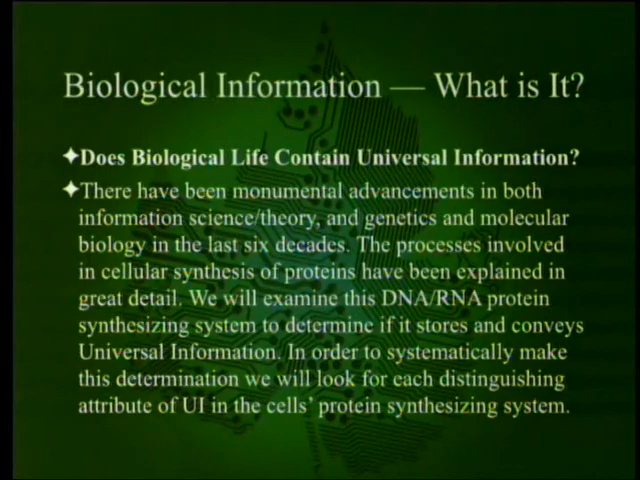 Biological Information — What is It?
✦Does Biological Life Contain Universal Information?
✦There have been monumental advancements in both
information science/theory, and genetics and molecular
biology in the last six decades. The processes involved
in cellular synthesis of proteins have been explained in
great detail. We will examine this DNA/RNA protein
synthesizing system to determine if it stores and conveys
Universal Information. In order to systematically make
this determination we will look for each distinguishing
attribute of UI in the cells’ protein synthesizing system.